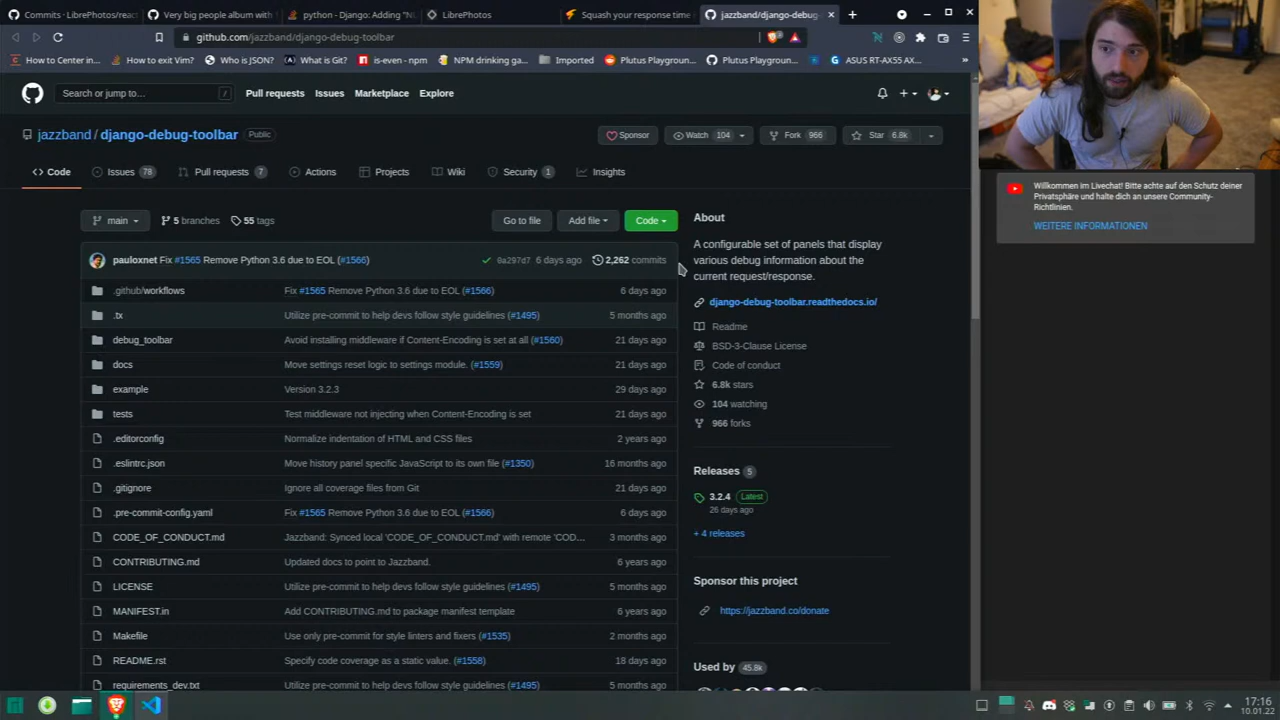 Commits · LibrePhotos/reac
Very big people album with
python - Django: Adding "N
LibrePhotos
Squash your response time
jazzband/django-debug-
github.com/jazzband/django-debug-toolbar
How to Center in...
How to exit Vim?
Who is JSON?
What is Git?
is-even - npm
NPM drinking ga...
Imported
Plutus Playgroun...
Plutus Playgroun...
ASUS RT-AX55 AX...
Search or jump to...
/
Pull requests
Issues
Marketplace
Explore
jazzband / django-debug-toolbar
Public
Sponsor
Watch 104
Fork 966
Star 6.8k
Code
Issues 78
Pull requests 7
Actions
Projects
Wiki
Security 1
Insights
main
5 branches
55 tags
Go to file
Add file
Code
pauloxnet Fix #1565 Remove Python 3.6 due to EOL (#1566)
0a297d7 6 days ago
2,262 commits
.github/workflows Fix #1565 Remove Python 3.6 due to EOL (#1566) 6 days ago
.tx Utilize pre-commit to help devs follow style guidelines (#1495) 5 months ago
debug_toolbar Avoid installing middleware if Content-Encoding is set at all (#1560) 21 days ago
docs Move settings reset logic to settings module. (#1559) 21 days ago
example Version 3.2.3 29 days ago
tests Test middleware not injecting when Content-Encoding is set 21 days ago
.editorconfig Normalize indentation of HTML and CSS files 2 years ago
.eslintrc.json Move history panel specific JavaScript to its own file (#1350) 16 months ago
.gitignore Ignore all coverage files from Git 21 days ago
.pre-commit-config.yaml Fix #1565 Remove Python 3.6 due to EOL (#1566) 6 days ago
CODE_OF_CONDUCT.md Jazzband: Synced local 'CODE_OF_CONDUCT.md' with remote 'COD... 3 months ago
CONTRIBUTING.md Updated docs to point to Jazzband. 6 years ago
LICENSE Utilize pre-commit to help devs follow style guidelines (#1495) 5 months ago
MANIFEST.in Add CONTRIBUTING.md to package manifest template 6 years ago
Makefile Use only pre-commit for style linters and fixers (#1535) 2 months ago
README.rst Specify code coverage as a static value. (#1558) 18 days ago
requirements_dev.txt Utilize pre-commit to help devs follow style guidelines (#1495) 5 months ago
About
A configurable set of panels that display
various debug information about the
current request/response.
django-debug-toolbar.readthedocs.io/
Readme
BSD-3-Clause License
Code of conduct
6.8k stars
104 watching
966 forks
Releases 5
3.2.4 Latest
26 days ago
+ 4 releases
Sponsor this project
https://jazzband.co/donate
Used by 45.8k
Willkommen im Livechat! Bitte achte auf den Schutz deiner
Privatsphäre und halte dich an unsere Community-
Richtlinien.
WEITERE INFORMATIONEN
17:16
10.01.22